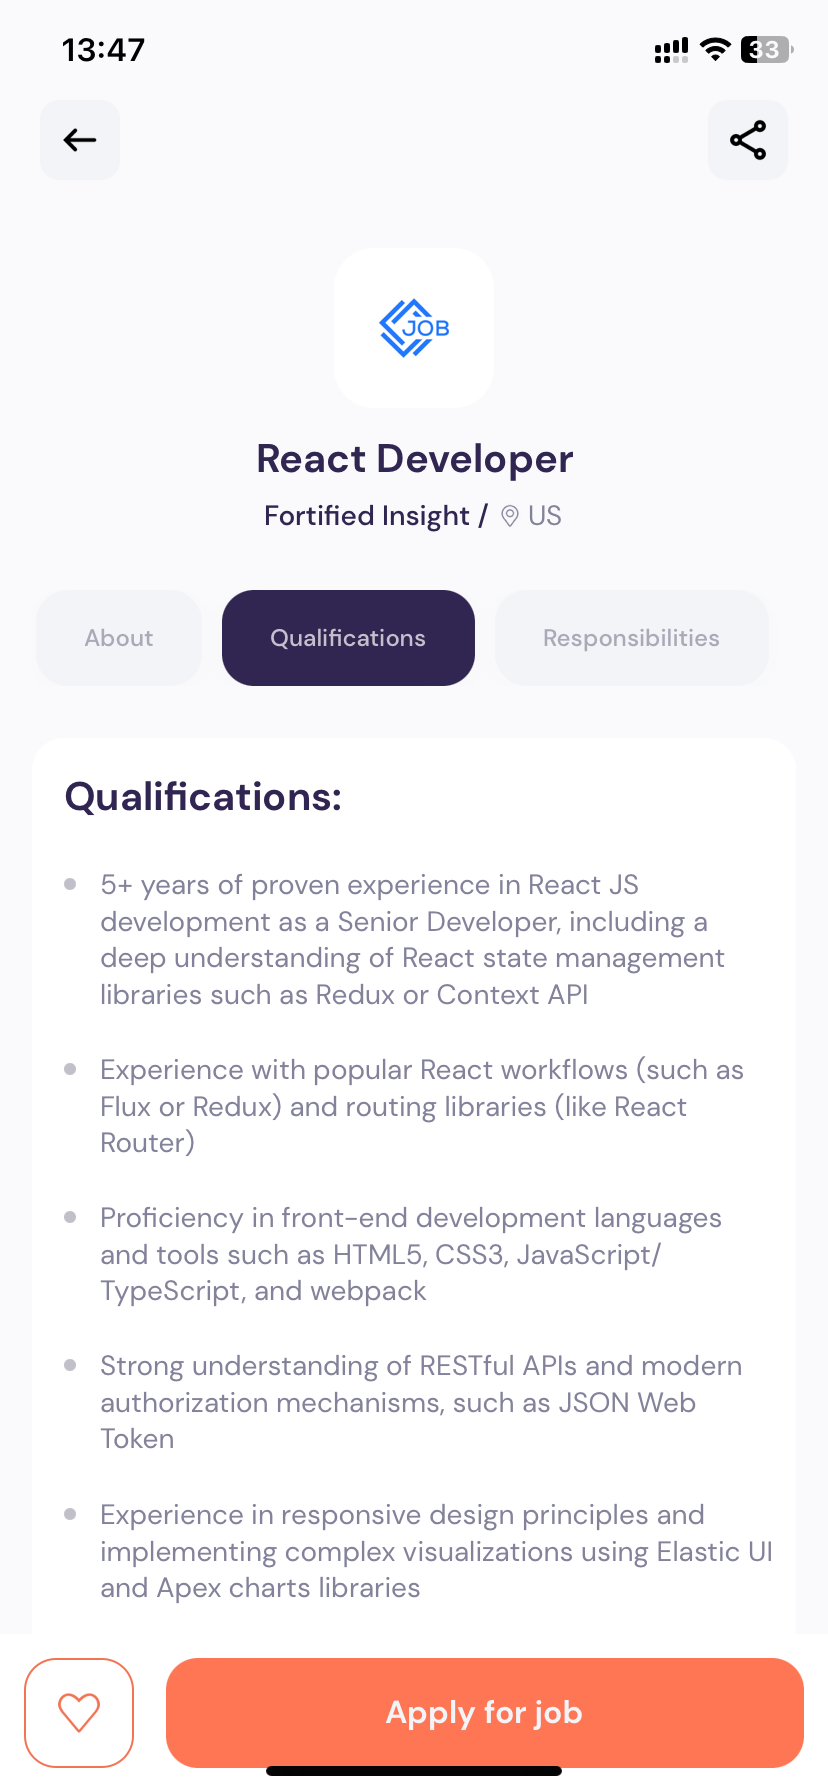 13:47
33
JOB
React Developer
Fortified Insight / US
About
Qualifications
Responsibilities
Qualifications:
5+ years of proven experience in React JS
development as a Senior Developer, including a
deep understanding of React state management
libraries such as Redux or Context API
Experience with popular React workflows (such as
Flux or Redux) and routing libraries (like React
Router)
Proficiency in front-end development languages
and tools such as HTML5, CSS3, JavaScript/
TypeScript, and webpack
Strong understanding of RESTful APIs and modern
authorization mechanisms, such as JSON Web
Token
Experience in responsive design principles and
implementing complex visualizations using Elastic UI
and Apex charts libraries
Apply for job